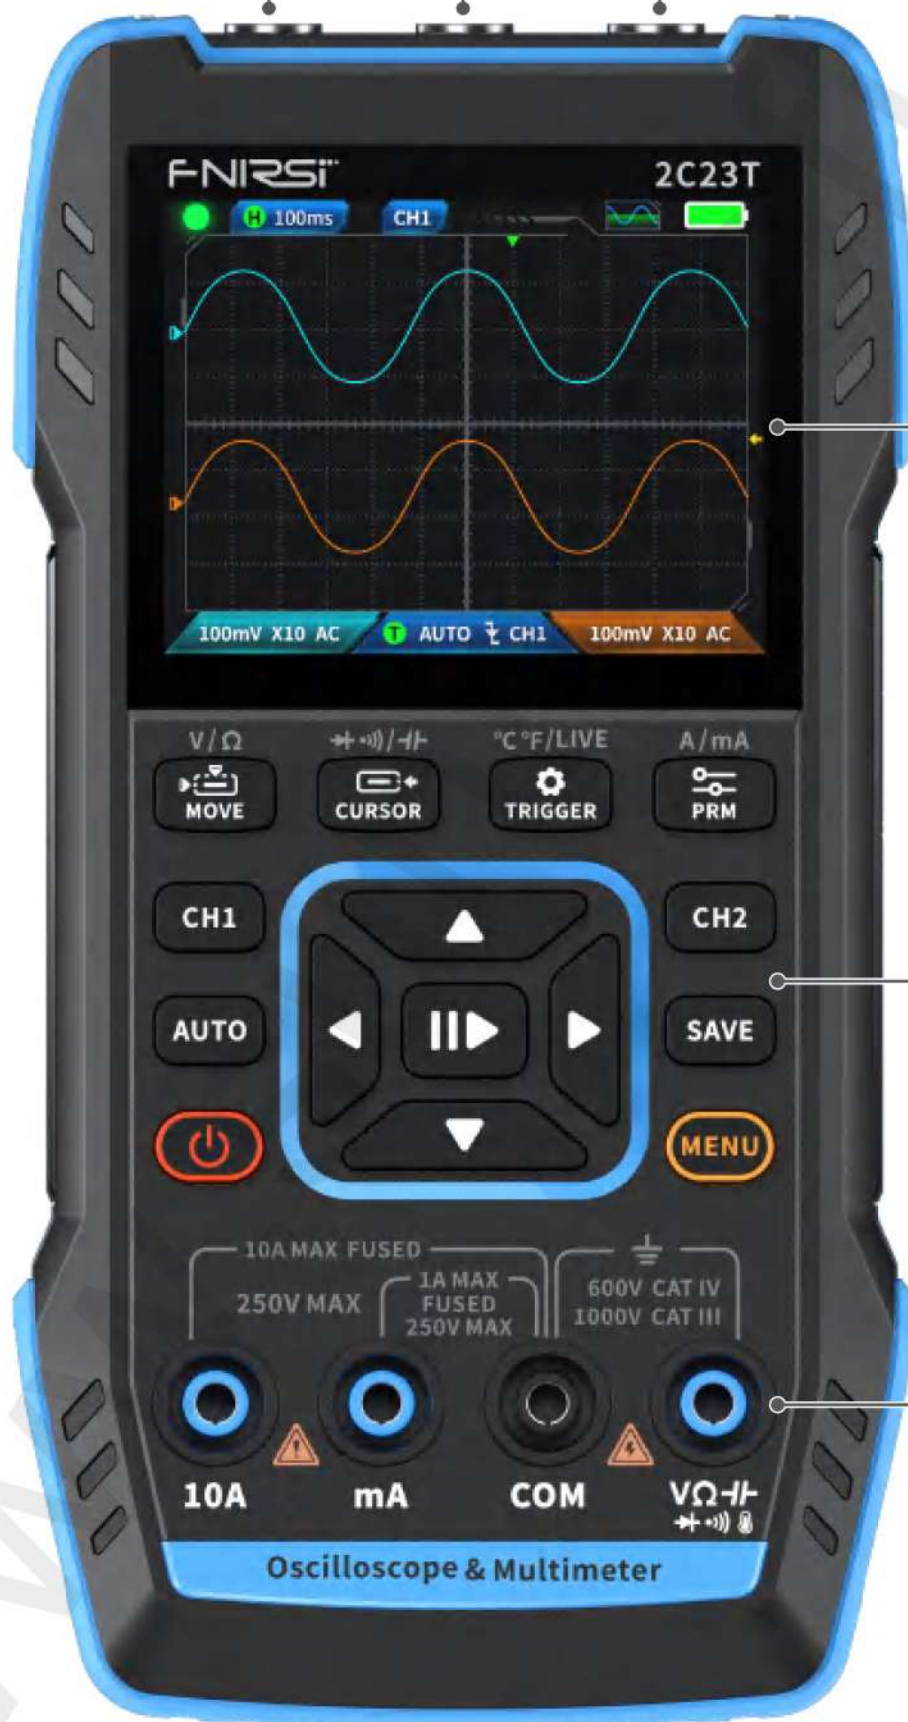 FNIRSI 2C23T
H 100ms CH1
100mV X10 AC T AUTO CH1 100mV X10 AC
V/Ω °C°F/LIVE A/mA
MOVE CURSOR TRIGGER PRM
CH1 CH2
AUTO SAVE
MENU
10A MAX FUSED
250V MAX
1A MAX
FUSED
250V MAX
600V CAT IV
1000V CAT III
10A mA COM VΩ
Oscilloscope & Multimeter